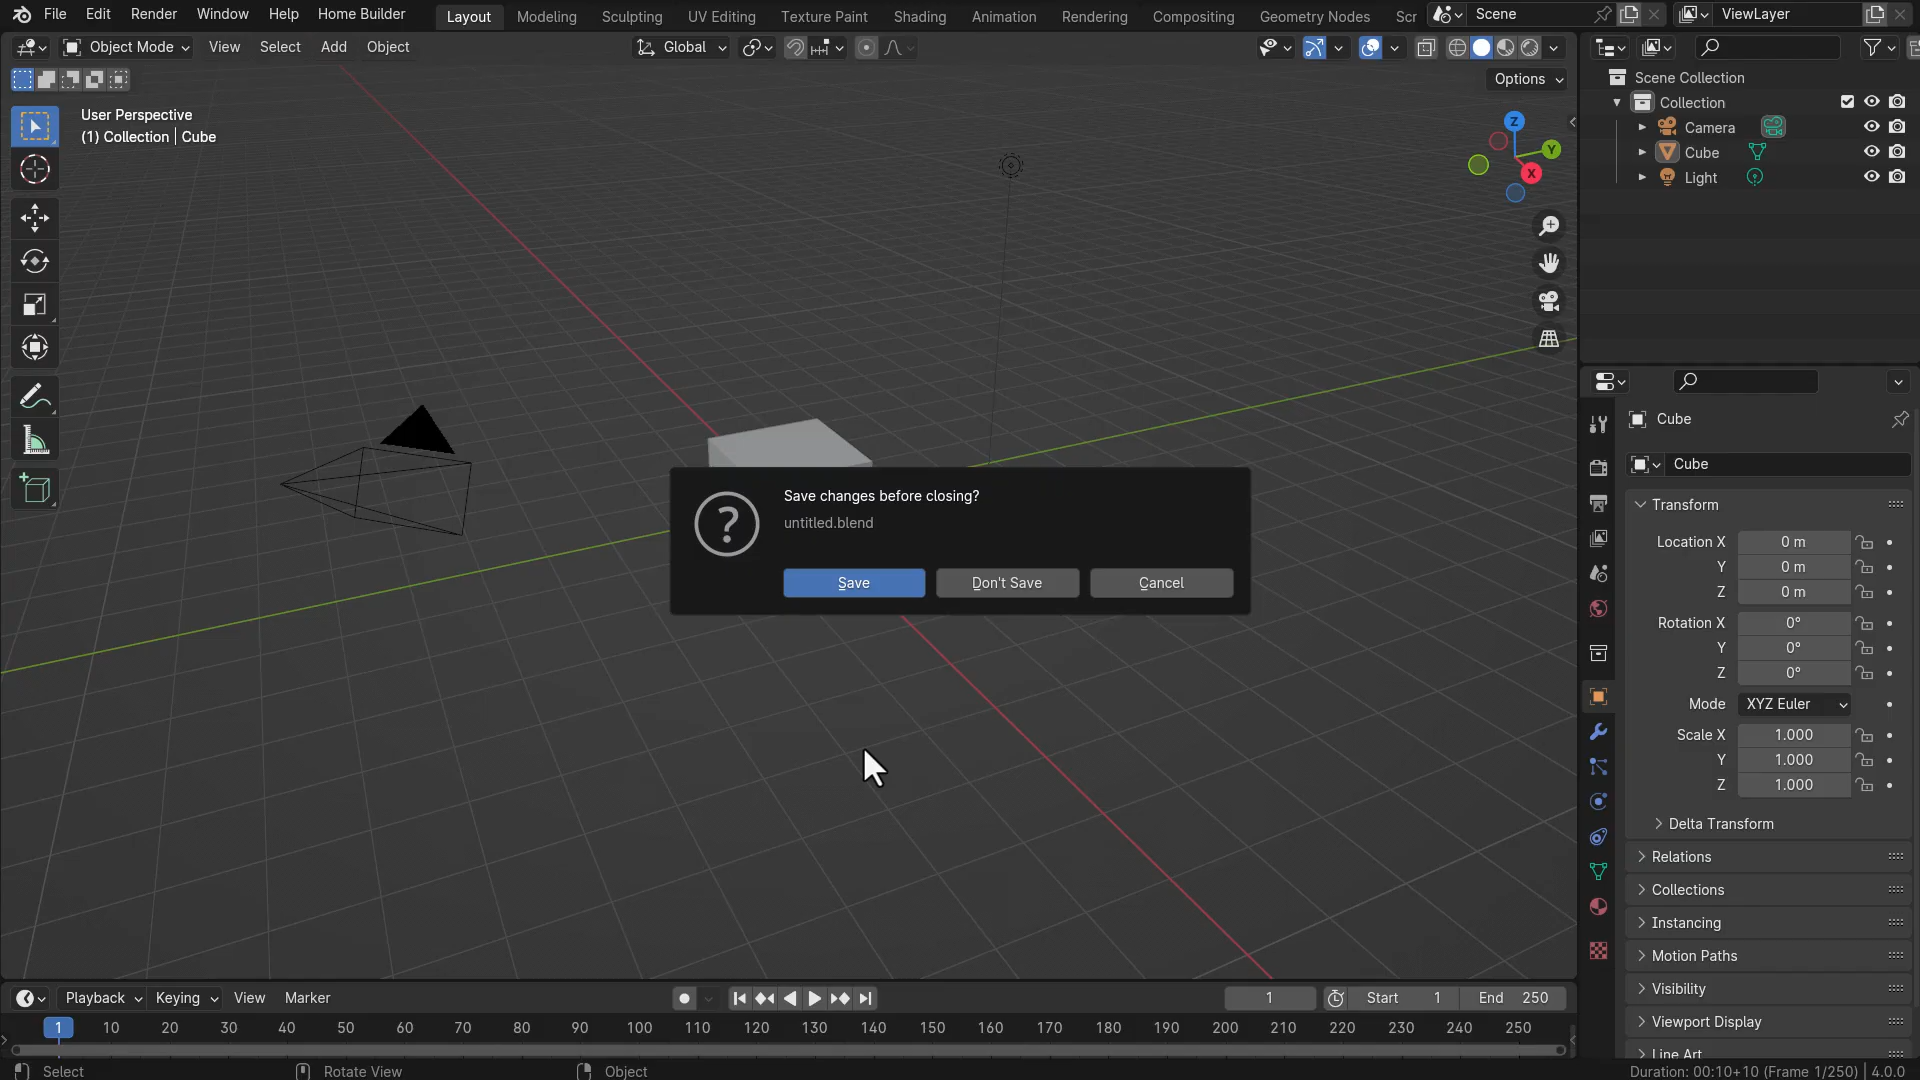 File Edit Render Window Help Home Builder Layout Modeling Sculpting UV Editing Texture Paint Shading Animation Rendering Compositing Geometry Nodes Scr Scene ViewLayer
Object Mode View Select Add Object Global
Options
User Perspective
(1) Collection | Cube
Z
Y
X
Scene Collection
Collection
Camera
Cube
Light
Cube
Cube
Transform
Location X 0 m
Y 0 m
Z 0 m
Rotation X 0°
Y 0°
Z 0°
Mode XYZ Euler
Scale X 1.000
Y 1.000
Z 1.000
Delta Transform
Relations
Collections
Instancing
Motion Paths
Visibility
Viewport Display
Line Art
Save changes before closing?
untitled.blend
Save Don't Save Cancel
Playback Keying View Marker 1 Start 1 End 250
1 10 20 30 40 50 60 70 80 90 100 110 120 130 140 150 160 170 180 190 200 210 220 230 240 250
Select Rotate View Object Duration: 00:10+10 (Frame 1/250) | 4.0.0